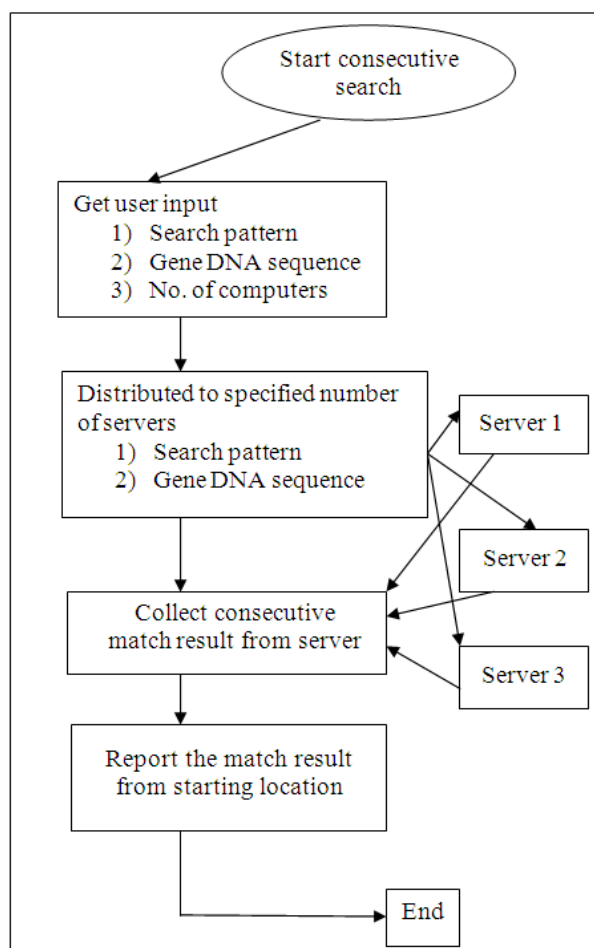 Start consecutive
search
Get user input
1) Search pattern
2) Gene DNA sequence
3) No. of computers
Distributed to specified number
of servers
1) Search pattern
2) Gene DNA sequence
Server 1
Server 2
Collect consecutive
match result from server
Server 3
Report the match result
from starting location
End